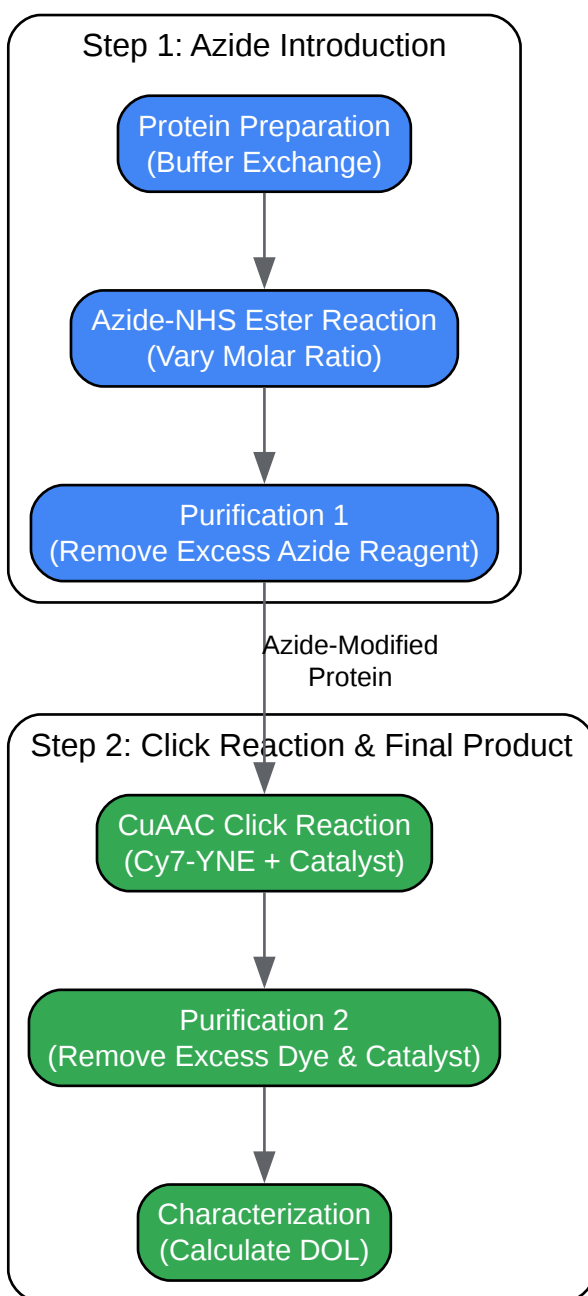 Step 1: Azide Introduction
Protein Preparation
(Buffer Exchange)
Azide-NHS Ester Reaction
(Vary Molar Ratio)
Purification 1
(Remove Excess Azide Reagent)
Azide-Modified
Protein
Step 2: Click Reaction & Final Product
CuAAC Click Reaction
(Cy7-YNE + Catalyst)
Purification 2
(Remove Excess Dye & Catalyst)
Characterization
(Calculate DOL)